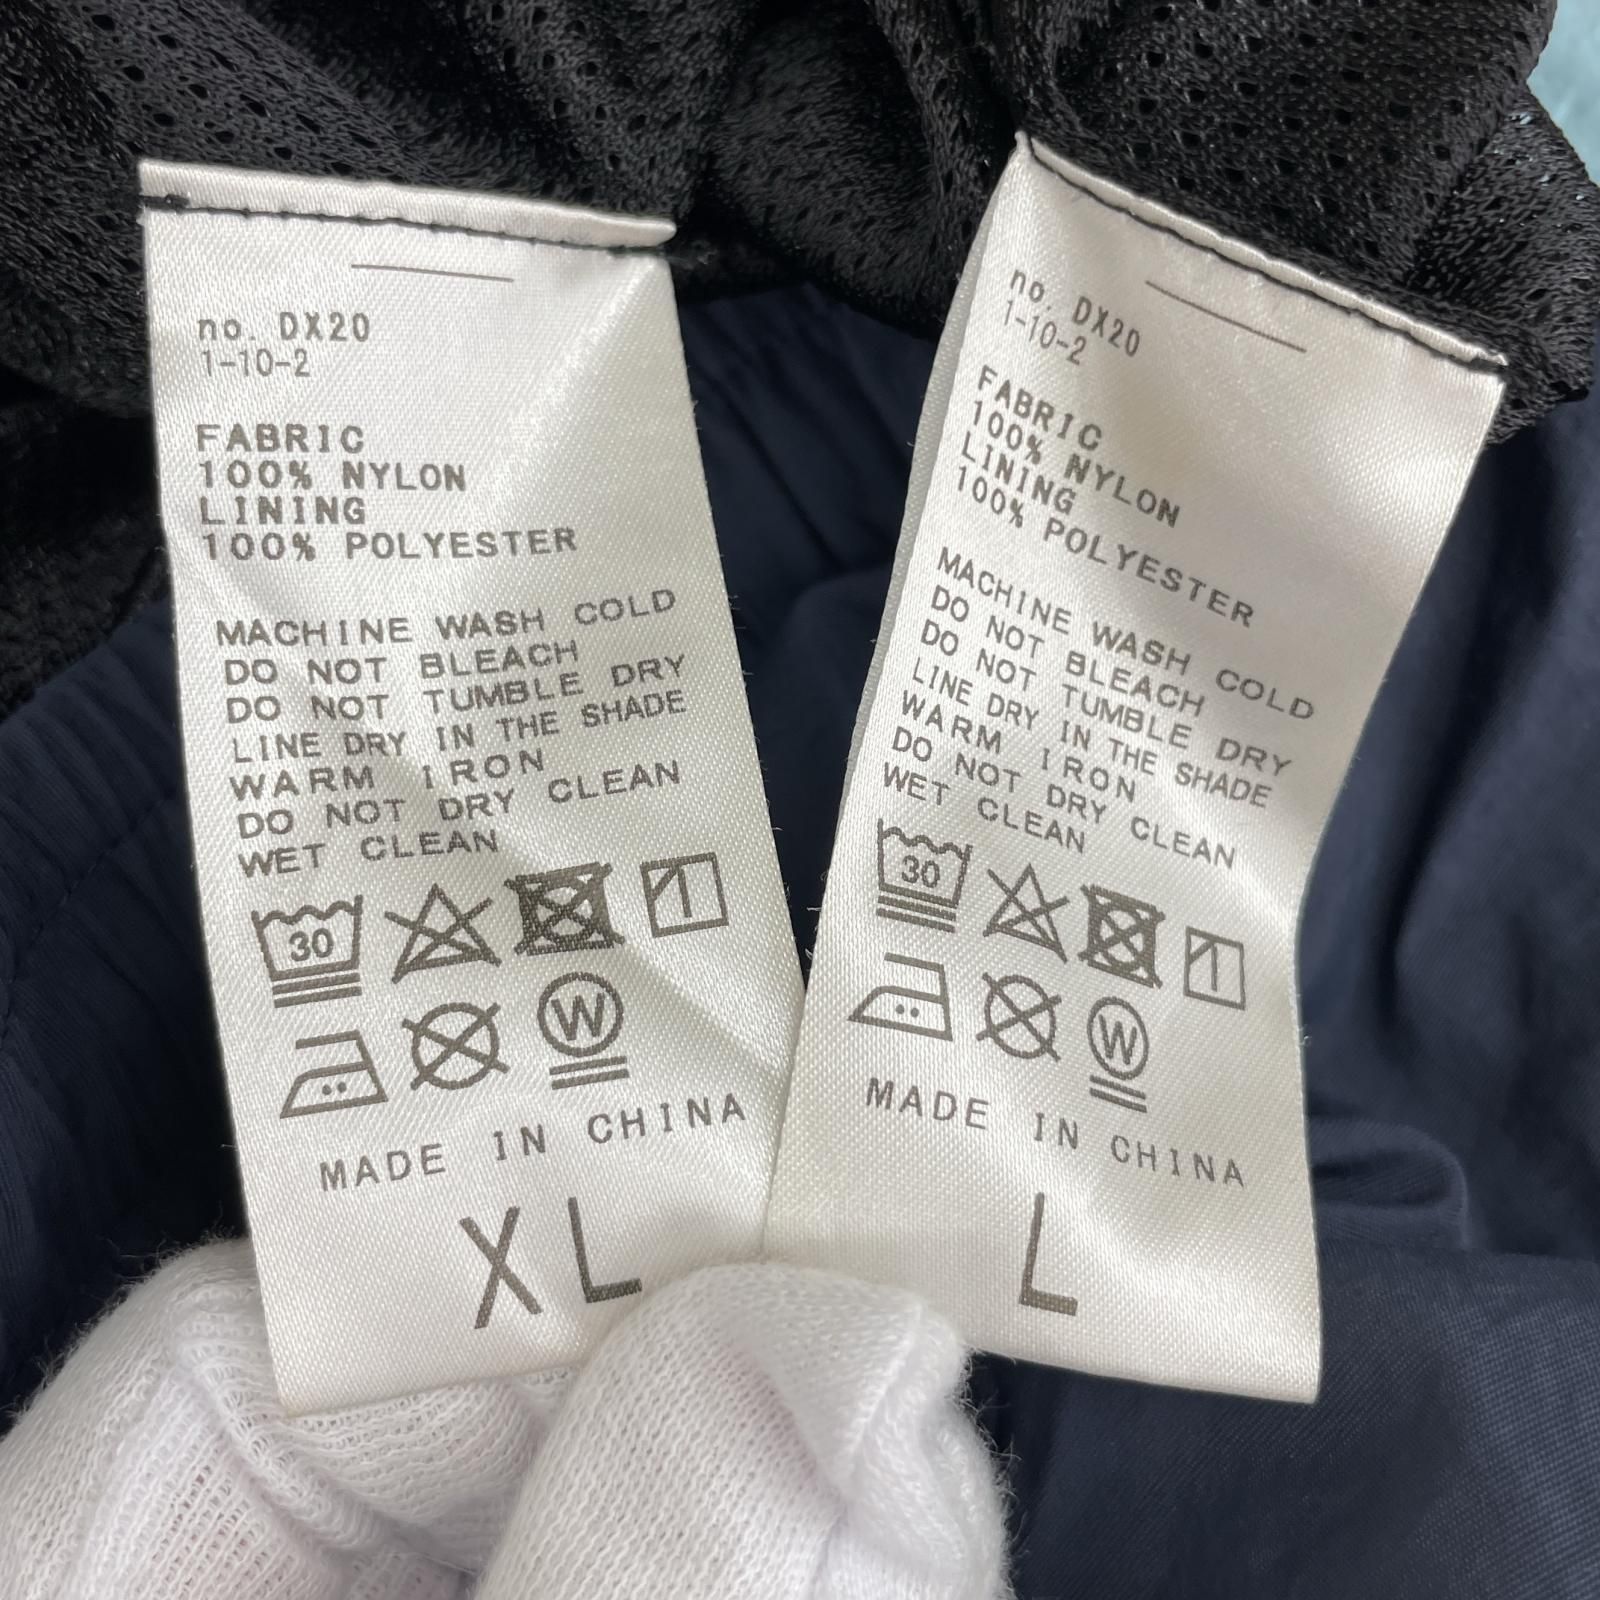 no. DX20
1-10-2
FABRIC
100% NYLON
LINING
100% POLYESTER
MACHINE WASH COLD
DO NOT BLEACH
DO NOT TUMBLE DRY
LINE DRY IN THE SHADE
WARM IRON
DO NOT DRY CLEAN
WET CLEAN
30
W
MADE IN CHINA
XL
no. DX20
1-10-2
FABRIC
100% NYLON
LINING
100% POLYESTER
MACHINE WASH COLD
DO NOT BLEACH
DO NOT TUMBLE DRY
LINE DRY IN THE SHADE
WARM IRON
DO NOT DRY CLEAN
WET CLEAN
30
W
MADE IN CHINA
L